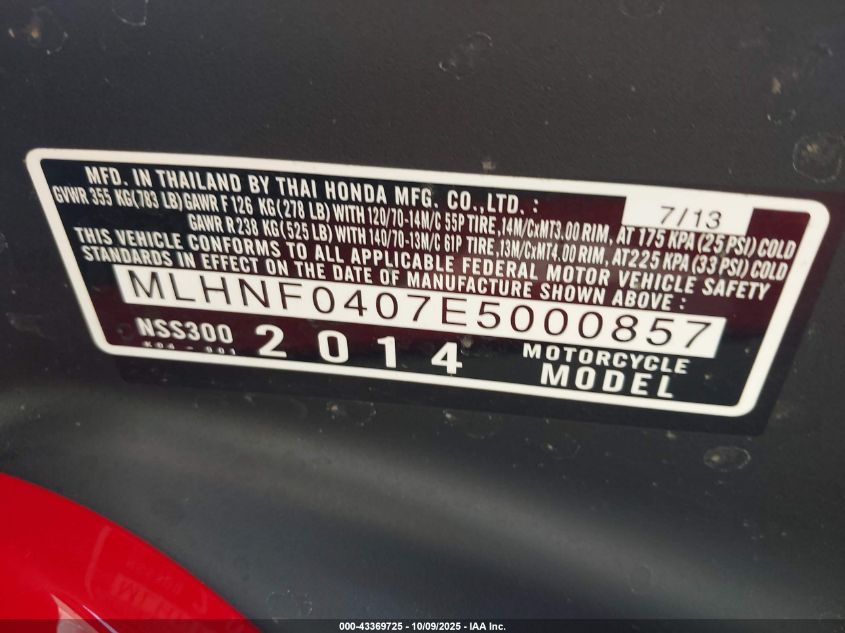 MFD. IN THAILAND BY THAI HONDA MFG. CO., LTD. : 7/13
GVWR 355 KG(783 LB) GAWR F 126 KG(278 LB) WITH 120/70-14M/C 55P TIRE, 14M/CxMT3.00 RIM, AT 175 KPA (25 PSI) COLD
GAWR R 238 KG(525 LB) WITH 140/70-13M/C 61P TIRE, 13M/CxMT4.00 RIM, AT 225 KPA (33 PSI) COLD
THIS VEHICLE CONFORMS TO ALL APPLICABLE FEDERAL MOTOR VEHICLE SAFETY
STANDARDS IN EFFECT ON THE DATE OF MANUFACTURE SHOWN ABOVE :
MLHNF0407E5000857
NSS300 2014 MOTORCYCLE
K04 - 901 MODEL
000-43369725 - 10/09/2025 - IAA Inc.